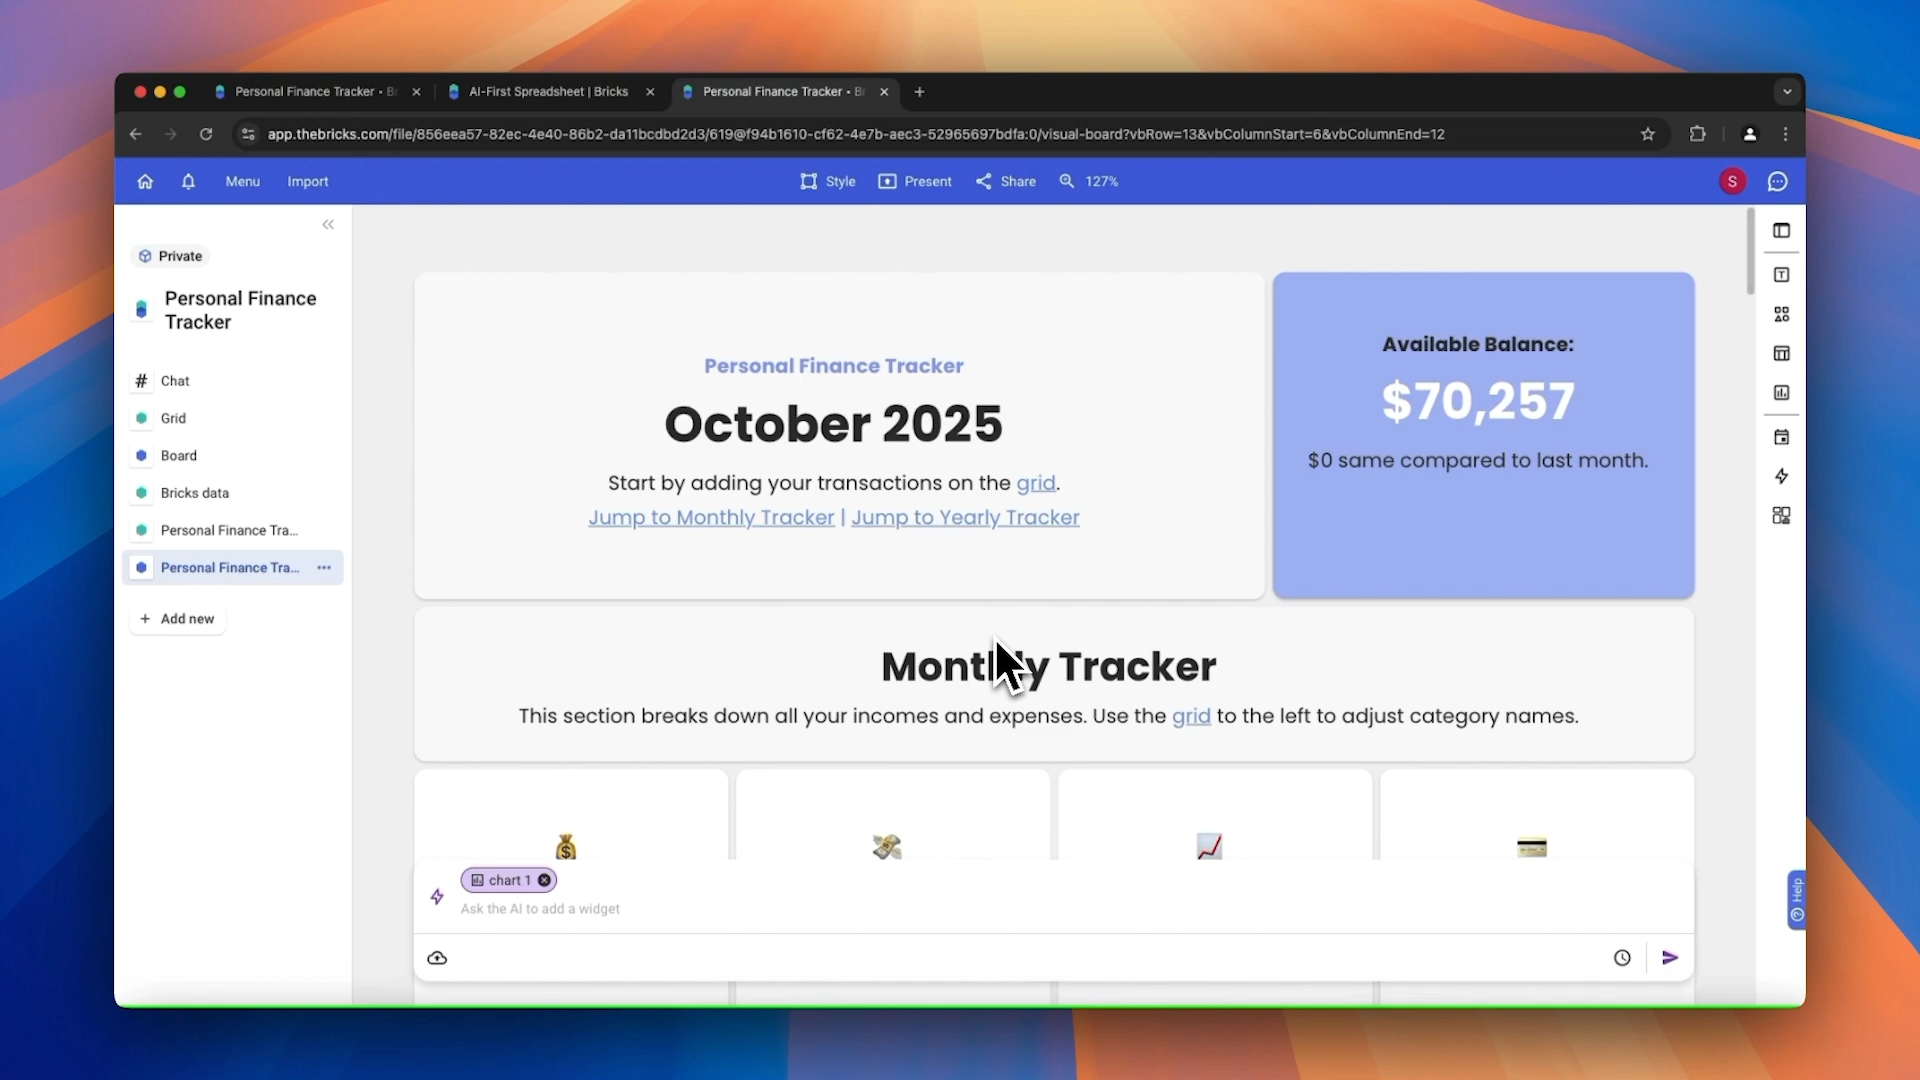 Personal Finance Tracker • Br
AI-First Spreadsheet | Bricks
Personal Finance Tracker • Br
app.thebricks.com/file/856eea57-82ec-4e40-86b2-da11bcdbd2d3/619@f94b1610-cf62-4e7b-aec3-52965697bdfa:0/visual-board?vbRow=13&vbColumnStart=6&vbColumnEnd=12
Menu
Import
Style
Present
Share
127%
S
Private
Personal Finance
Tracker
# Chat
Grid
Board
Bricks data
Personal Finance Tra...
Personal Finance Tra...
+ Add new
Personal Finance Tracker
October 2025
Start by adding your transactions on the grid.
Jump to Monthly Tracker | Jump to Yearly Tracker
Available Balance:
$70,257
$0 same compared to last month.
Monthly Tracker
This section breaks down all your incomes and expenses. Use the grid to the left to adjust category names.
chart 1
Ask the AI to add a widget
Help